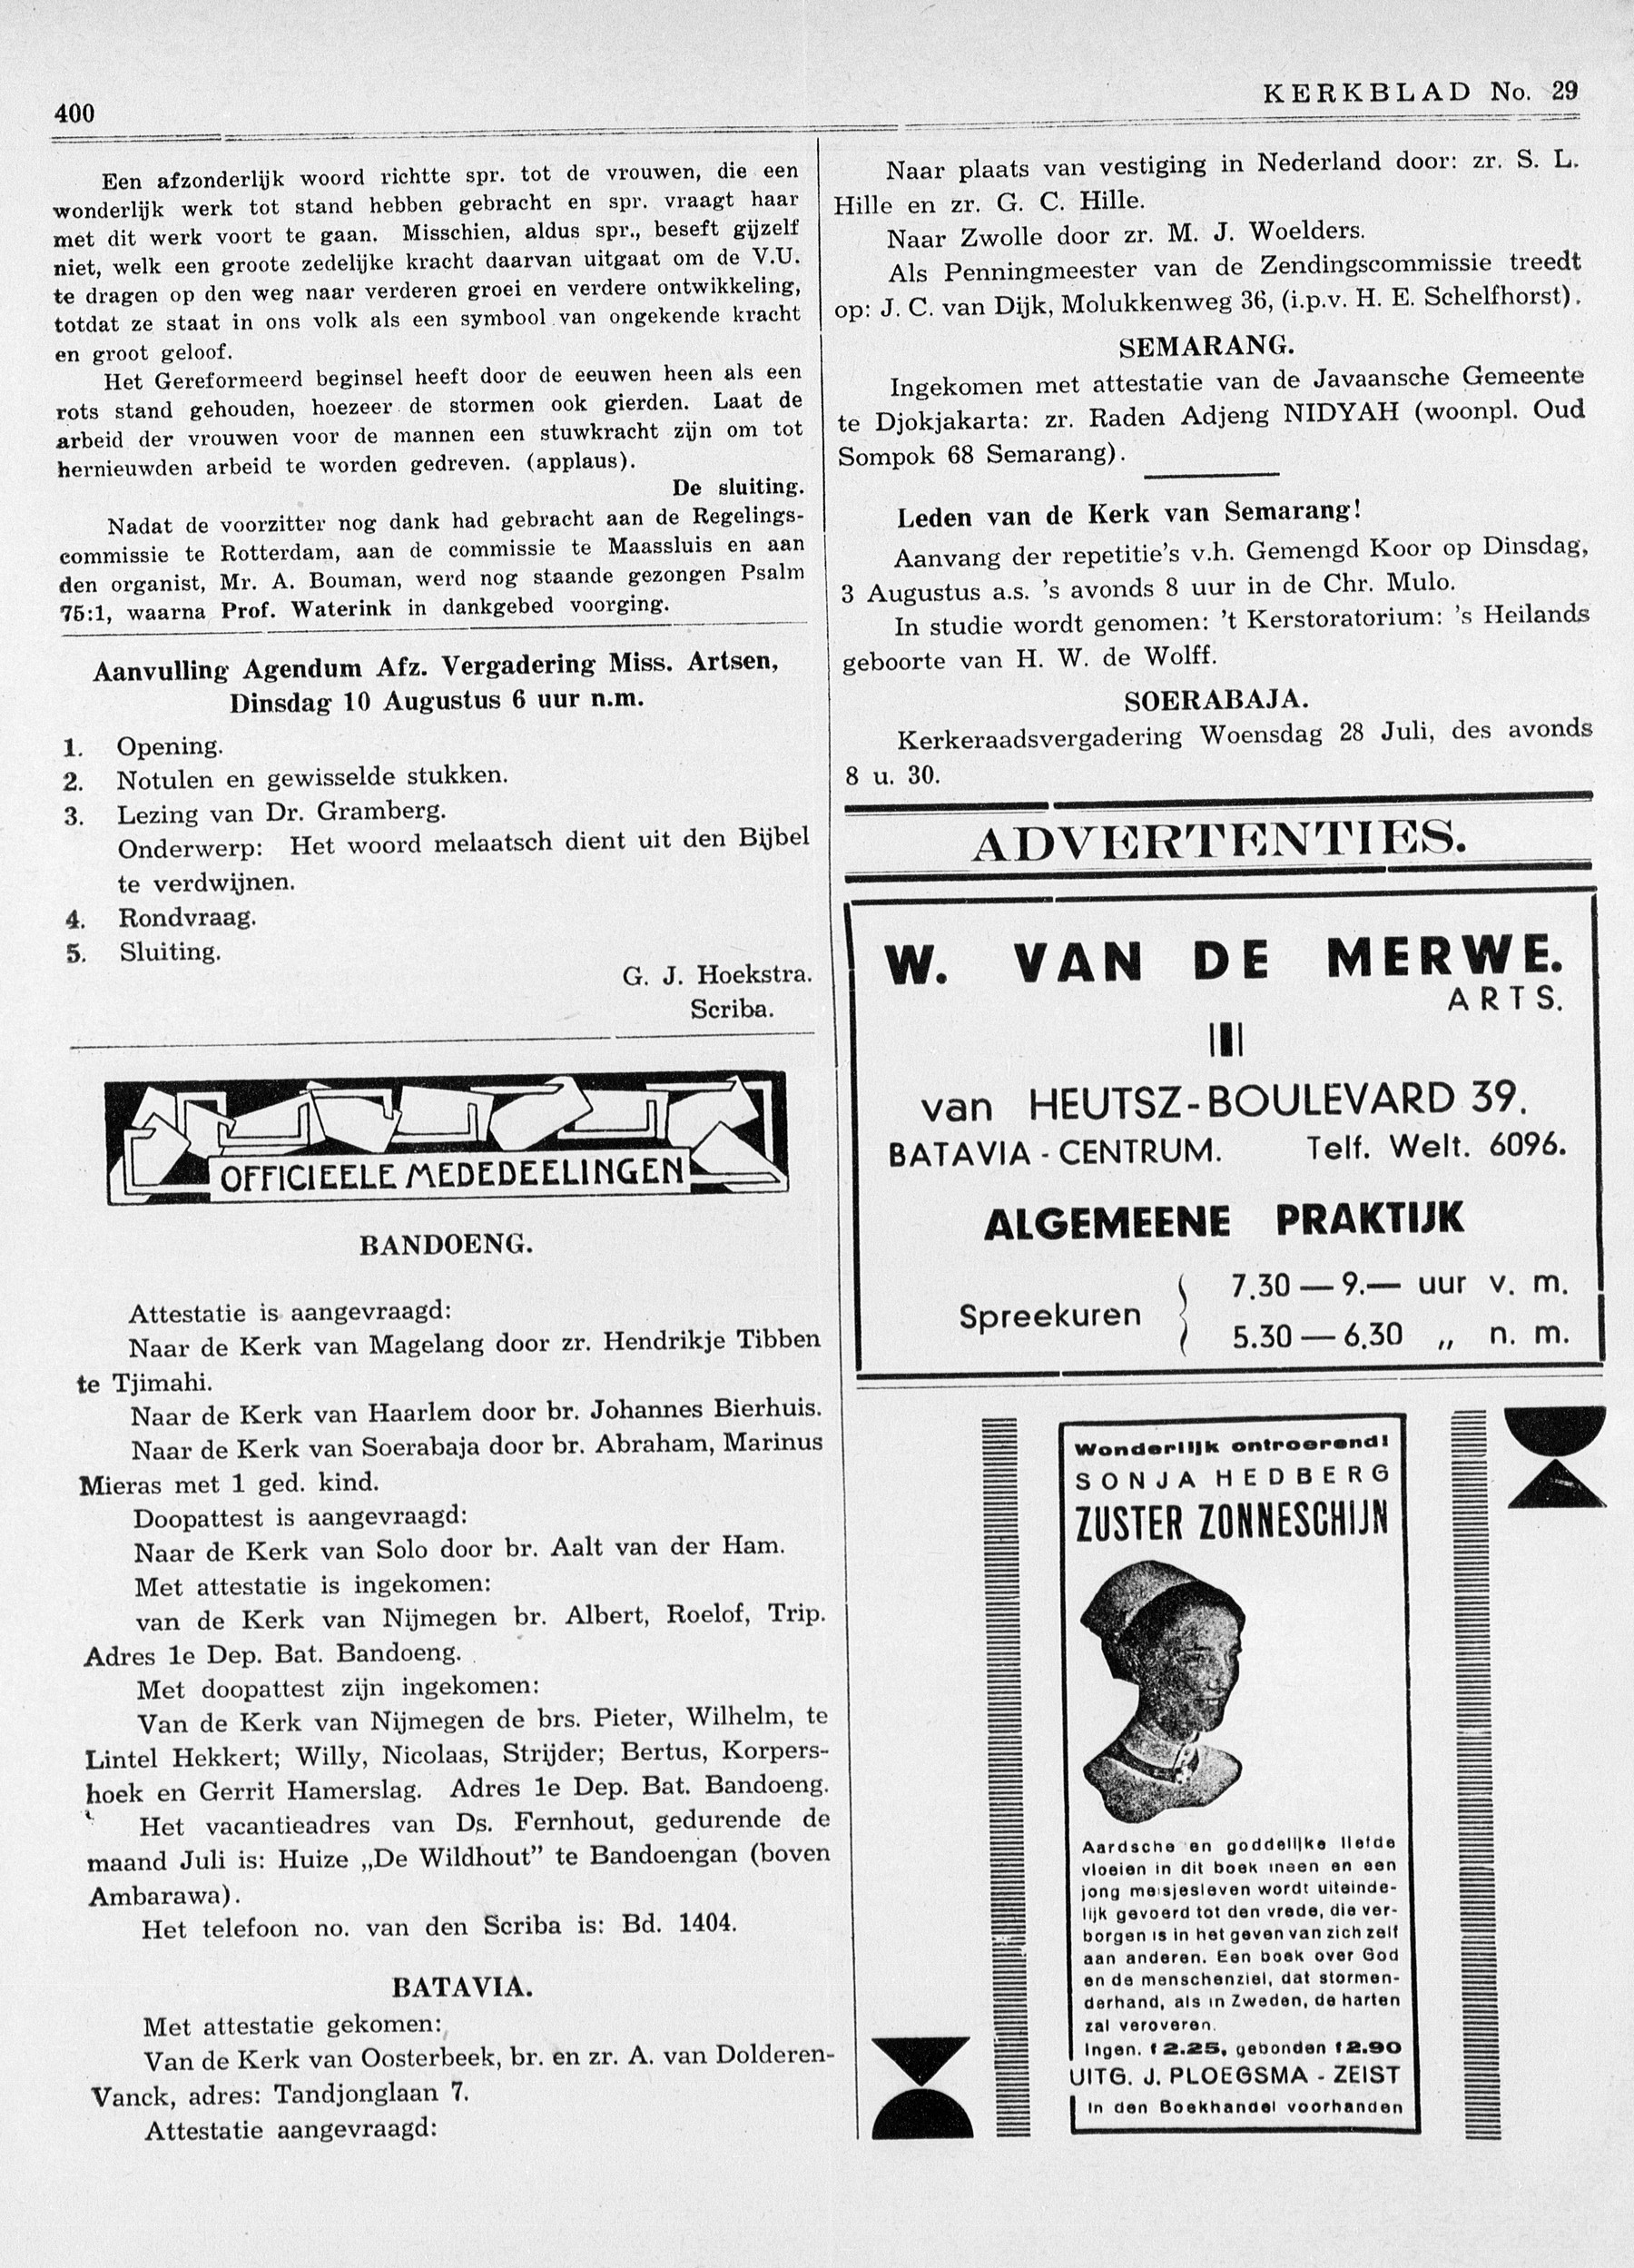 400
KERKBLAD No. 29
Een afzonderlijk woord richtte spr. tot de vrouwen, die een
wonderlijk werk tot stand hebben gebracht en spr. vraagt haar
met dit werk voort te gaan. Misschien, aldus spr., beseft gijzelf
niet, welk een groote zedelijke kracht daarvan uitgaat om de V.U.
te dragen op den weg naar verderen groei en verdere ontwikkeling,
totdat ze staat in ons volk als een symbool van ongekende kracht
en groot geloof.
Het Gereformeerd beginsel heeft door de eeuwen heen als een
rots stand gehouden, hoezeer de stormen ook gierden. Laat de
arbeid der vrouwen voor de mannen een stuwkracht zijn om tot
hernieuwden arbeid te worden gedreven. (applaus).
De sluiting.
Nadat de voorzitter nog dank had gebracht aan de Regelings-
commissie te Rotterdam, aan de commissie te Maassluis en aan
den organist, Mr. A. Bouman, werd nog staande gezongen Psalm
75:1, waarna Prof. Waterink in dankgebed voorging.
Aanvulling Agendum Afz. Vergadering Miss. Artsen,
Dinsdag 10 Augustus 6 uur n.m.
1. Opening.
2. Notulen en gewisselde stukken.
3. Lezing van Dr. Gramberg.
Onderwerp: Het woord melaatsch dient uit den Bijbel
te verdwijnen.
4. Rondvraag.
5. Sluiting.
G. J. Hoekstra.
Scriba.
OFFICIEELE MEDEDEELINGEN
BANDOENG.
Attestatie is aangevraagd:
Naar de Kerk van Magelang door zr. Hendrikje Tibben
te Tjimahi.
Naar de Kerk van Haarlem door br. Johannes Bierhuis.
Naar de Kerk van Soerabaja door br. Abraham, Marinus
Mieras met 1 ged. kind.
Doopattest is aangevraagd:
Naar de Kerk van Solo door br. Aalt van der Ham.
Met attestatie is ingekomen:
van de Kerk van Nijmegen br. Albert, Roelof, Trip.
Adres 1e Dep. Bat. Bandoeng.
Met doopattest zijn ingekomen:
Van de Kerk van Nijmegen de brs. Pieter, Wilhelm, te
Lintel Hekkert; Willy, Nicolaas, Strijder; Bertus, Korpers-
hoek en Gerrit Hamerslag. Adres 1e Dep. Bat. Bandoeng.
Het vacantieadres van Ds. Fernhout, gedurende de
maand Juli is: Huize „De Wildhout” te Bandoengan (boven
Ambarawa).
Het telefoon no. van den Scriba is: Bd. 1404.
BATAVIA.
Met attestatie gekomen:
Van de Kerk van Oosterbeek, br. en zr. A. van Dolderen-
Vanck, adres: Tandjonglaan 7.
Attestatie aangevraagd:
Naar plaats van vestiging in Nederland door: zr. S. L.
Hille en zr. G. C. Hille.
Naar Zwolle door zr. M. J. Woelders.
Als Penningmeester van de Zendingscommissie treedt
op: J. C. van Dijk, Molukkenweg 36, (i.p.v. H. E. Schelfhorst).
SEMARANG.
Ingekomen met attestatie van de Javaansche Gemeente
te Djokjakarta: zr. Raden Adjeng NIDYAH (woonpl. Oud
Sompok 68 Semarang).
Leden van de Kerk van Semarang!
Aanvang der repetitie's v.h. Gemengd Koor op Dinsdag,
3 Augustus a.s. 's avonds 8 uur in de Chr. Mulo.
In studie wordt genomen: 't Kerstoratorium: 's Heilands
geboorte van H. W. de Wolff.
SOERABAJA.
Kerkeraadsvergadering Woensdag 28 Juli, des avonds
8 u. 30.
ADVERTENTIES.
W. VAN DE MERWE.
ARTS.
van HEUTSZ-BOULEVARD 39.
BATAVIA - CENTRUM. Telf. Welt. 6096.
ALGEMEENE PRAKTIJK
Spreekuren
7.30 — 9.— uur v. m.
5.30 — 6.30 „ n. m.
Wonderlijk ontroerend!
SONJA HEDBERG
ZUSTER ZONNESCHIJN
Aardsche en goddelijke liefde
vloeien in dit boek ineen en een
jong meisjesleven wordt uiteinde-
lijk gevoerd tot den vrede, die ver-
borgen is in het geven van zich zelf
aan anderen. Een boek over God
en de menschenziel, dat stormen-
derhand, als in Zweden, de harten
zal veroveren.
Ingen. f 2.25, gebonden f 2.90
UITG. J. PLOEGSMA - ZEIST
In den Boekhandel voorhanden